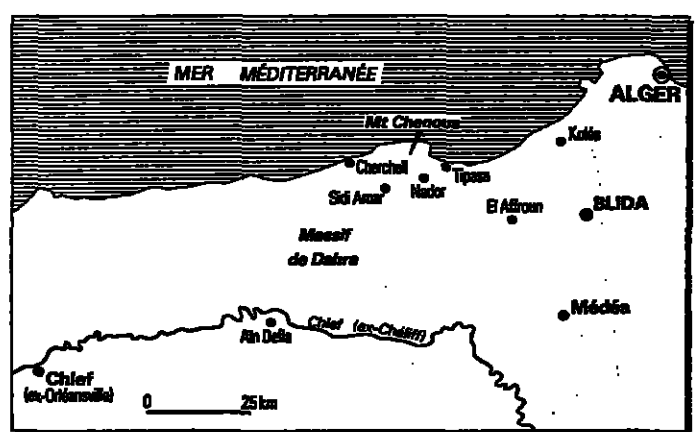 MER MÉDITERRANÉE
ALGER
Mt Chenoua
Koléa
Cherchell
Tipasa
Nador
Sidi Amar
El Affroun
BLIDA
Massif
de Dahra
Médéa
Chlef (ex-Chéliff)
Aïn Defla
Chlef
(ex-Orléansville)
0
25 km